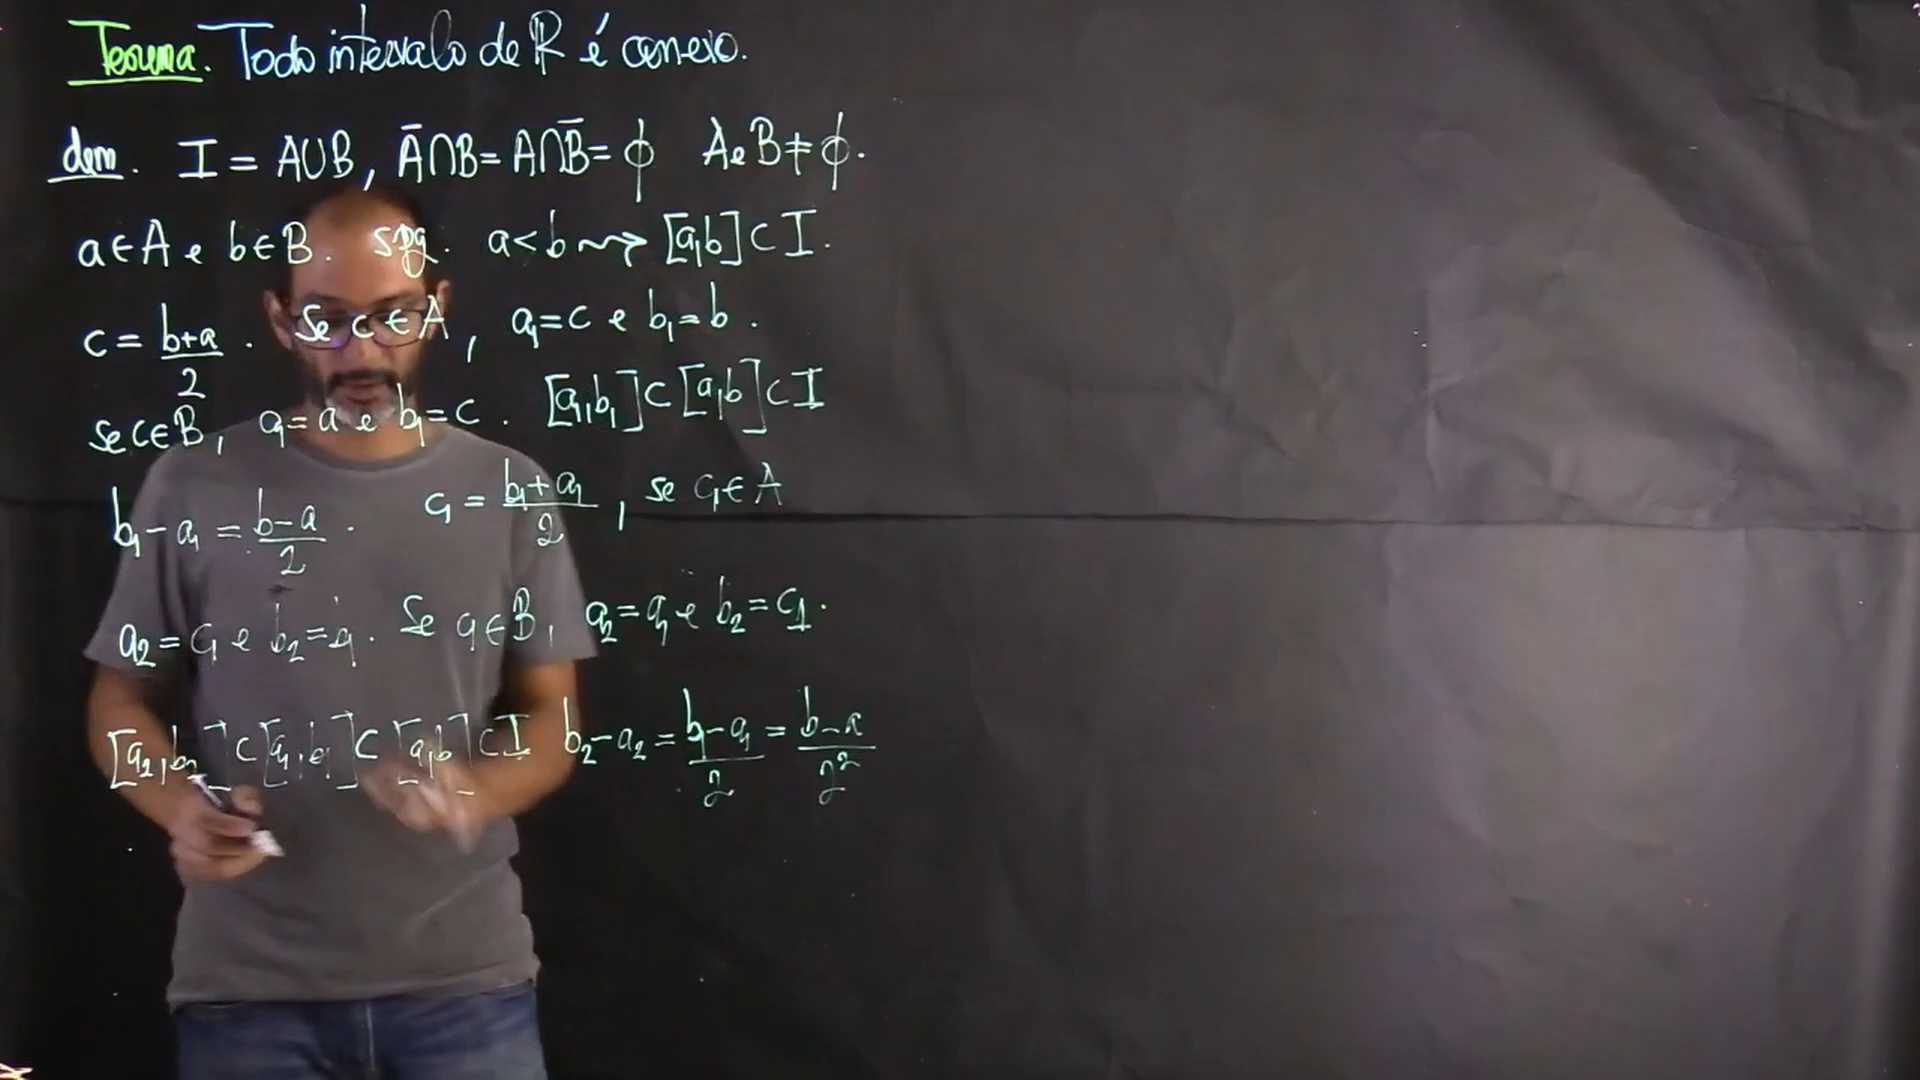 Teorema. Todo intervalo de ℝ é conexo.
dem. I = A∪B, Ā∩B = A∩B̄ = ϕ A e B ≠ ϕ.
a∈A e b∈B. spg. a<b ⇝ [a,b]⊂I.
c = (b+a)/2. Se c∈A, a₁=c e b₁=b.
se c∈B, a₁=a e b₁=c. [a₁,b₁]⊂[a,b]⊂I
b₁-a₁ = (b-a)/2. c₁ = (b₁+a₁)/2, se c₁∈A
a₂=c₁ e b₂=b₁. Se c₁∈B, a₂=a₁ e b₂=c₁.
[a₂,b₂]⊂[a₁,b₁]⊂[a,b]⊂I b₂-a₂ = (b₁-a₁)/2 = (b-a)/2²